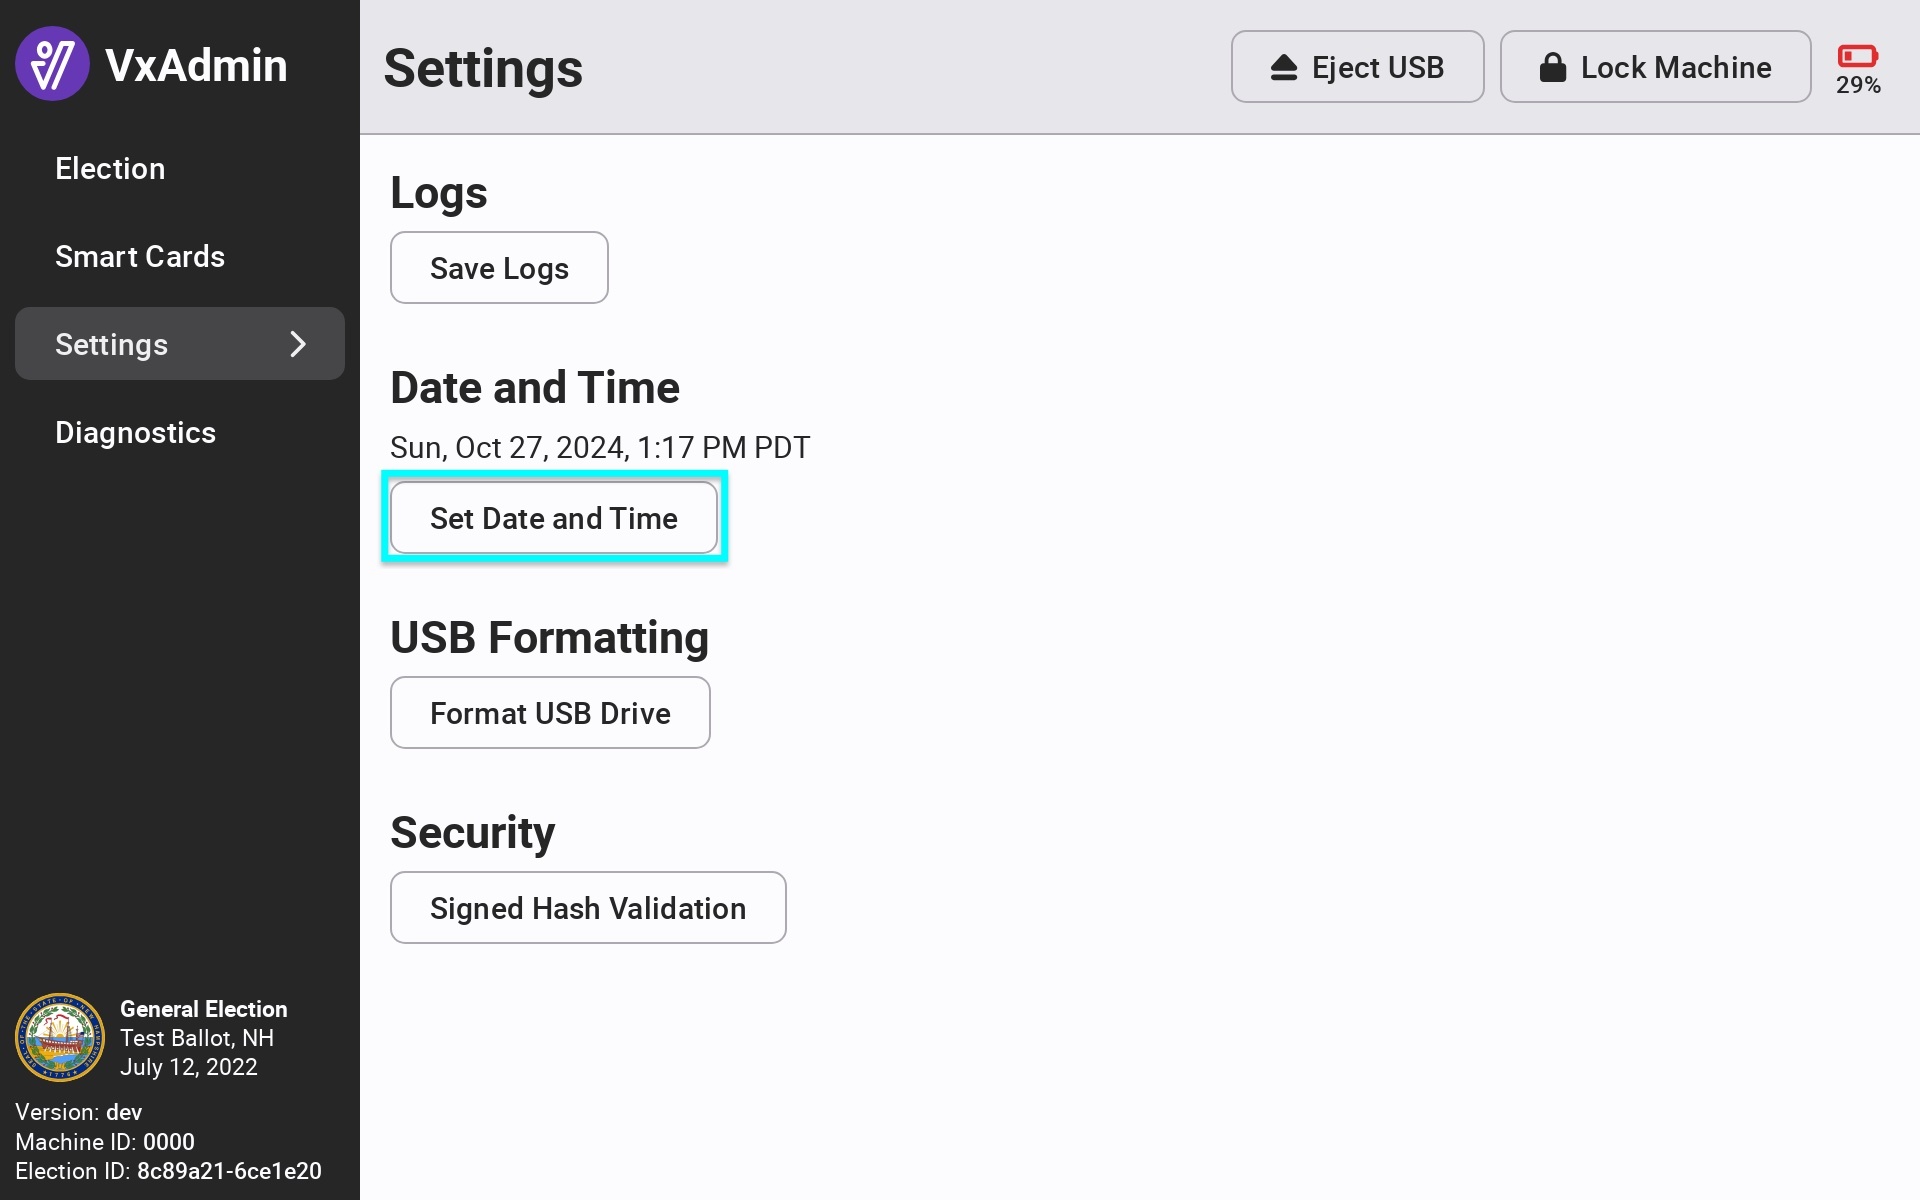 VxAdmin
Election
Smart Cards
Settings
Diagnostics
General Election
Test Ballot, NH
July 12, 2022
Version: dev
Machine ID: 0000
Election ID: 8c89a21-6ce1e20
Settings
Eject USB
Lock Machine
29%
Logs
Save Logs
Date and Time
Sun, Oct 27, 2024, 1:17 PM PDT
Set Date and Time
USB Formatting
Format USB Drive
Security
Signed Hash Validation